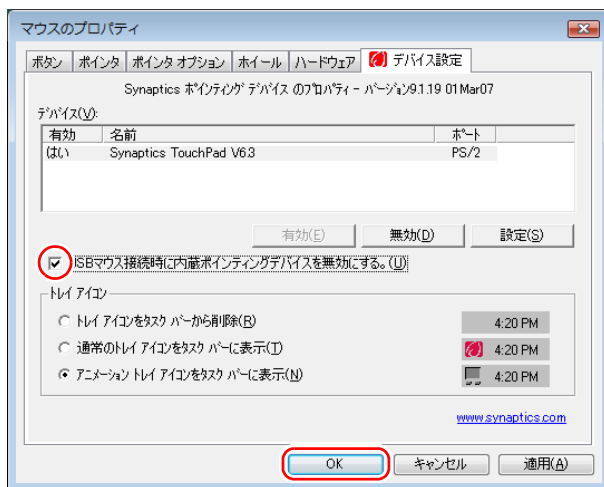 マウスのプロパティ
ボタン ポインタ ポインタ オプション ホイール ハードウェア デバイス設定
Synaptics ポインティング デバイス のプロパティ - バージョン9.1.19 01Mar07
デバイス(V):
有効 名前 ポート
はい Synaptics TouchPad V6.3 PS/2
有効(E) 無効(D) 設定(S)
USBマウス接続時に内蔵ポインティングデバイスを無効にする。(U)
トレイ アイコン
トレイ アイコンをタスク バーから削除(R) 4:20 PM
通常のトレイ アイコンをタスク バーに表示(T) 4:20 PM
アニメーション トレイ アイコンをタスク バーに表示(N) 4:20 PM
www.synaptics.com
OK キャンセル 適用(A)